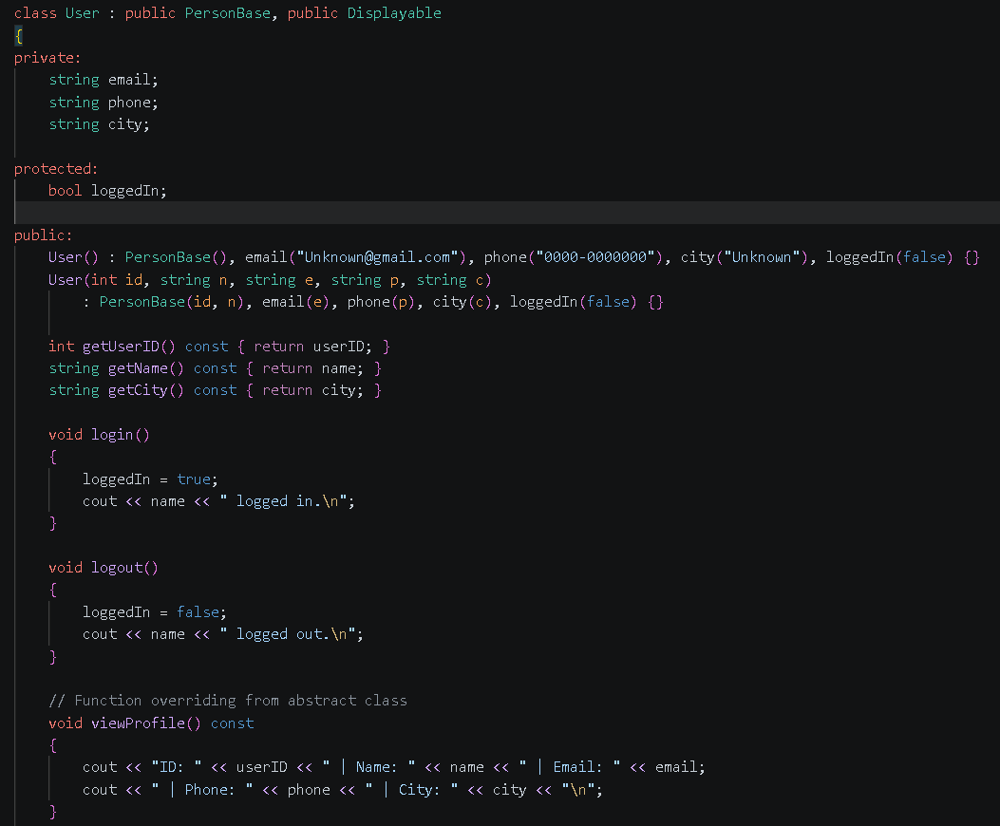 class User : public PersonBase, public Displayable
{
private:
    string email;
    string phone;
    string city;

protected:
    bool loggedIn;

public:
    User() : PersonBase(), email("Unknown@gmail.com"), phone("0000-0000000"), city("Unknown"), loggedIn(false) {}
    User(int id, string n, string e, string p, string c)
        : PersonBase(id, n), email(e), phone(p), city(c), loggedIn(false) {}

    int getUserID() const { return userID; }
    string getName() const { return name; }
    string getCity() const { return city; }

    void login()
    {
        loggedIn = true;
        cout << name << " logged in.\n";
    }

    void logout()
    {
        loggedIn = false;
        cout << name << " logged out.\n";
    }

    // Function overriding from abstract class
    void viewProfile() const
    {
        cout << "ID: " << userID << " | Name: " << name << " | Email: " << email;
        cout << " | Phone: " << phone << " | City: " << city << "\n";
    }